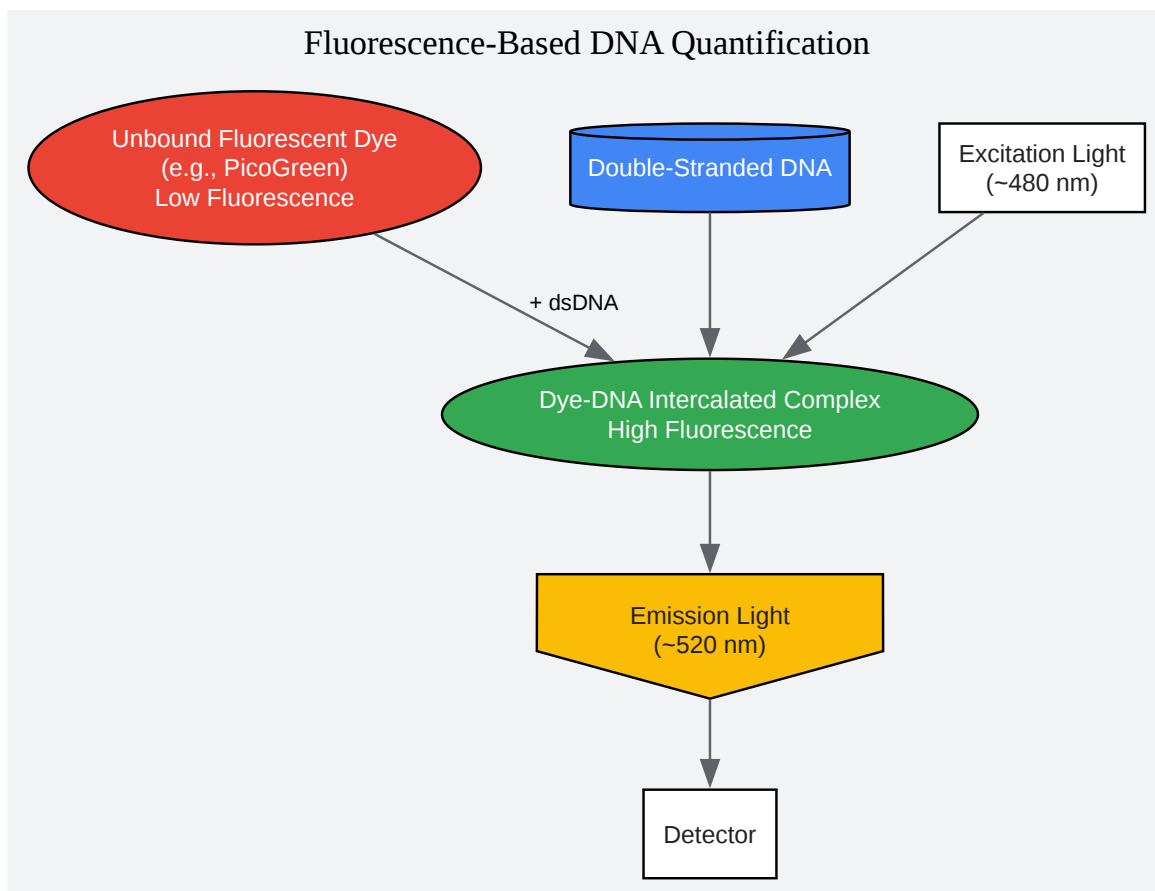 Fluorescence-Based DNA Quantification
Unbound Fluorescent Dye
(e.g., PicoGreen)
Low Fluorescence
Double-Stranded DNA
Excitation Light
(~480 nm)
+ dsDNA
Dye-DNA Intercalated Complex
High Fluorescence
Emission Light
(~520 nm)
Detector